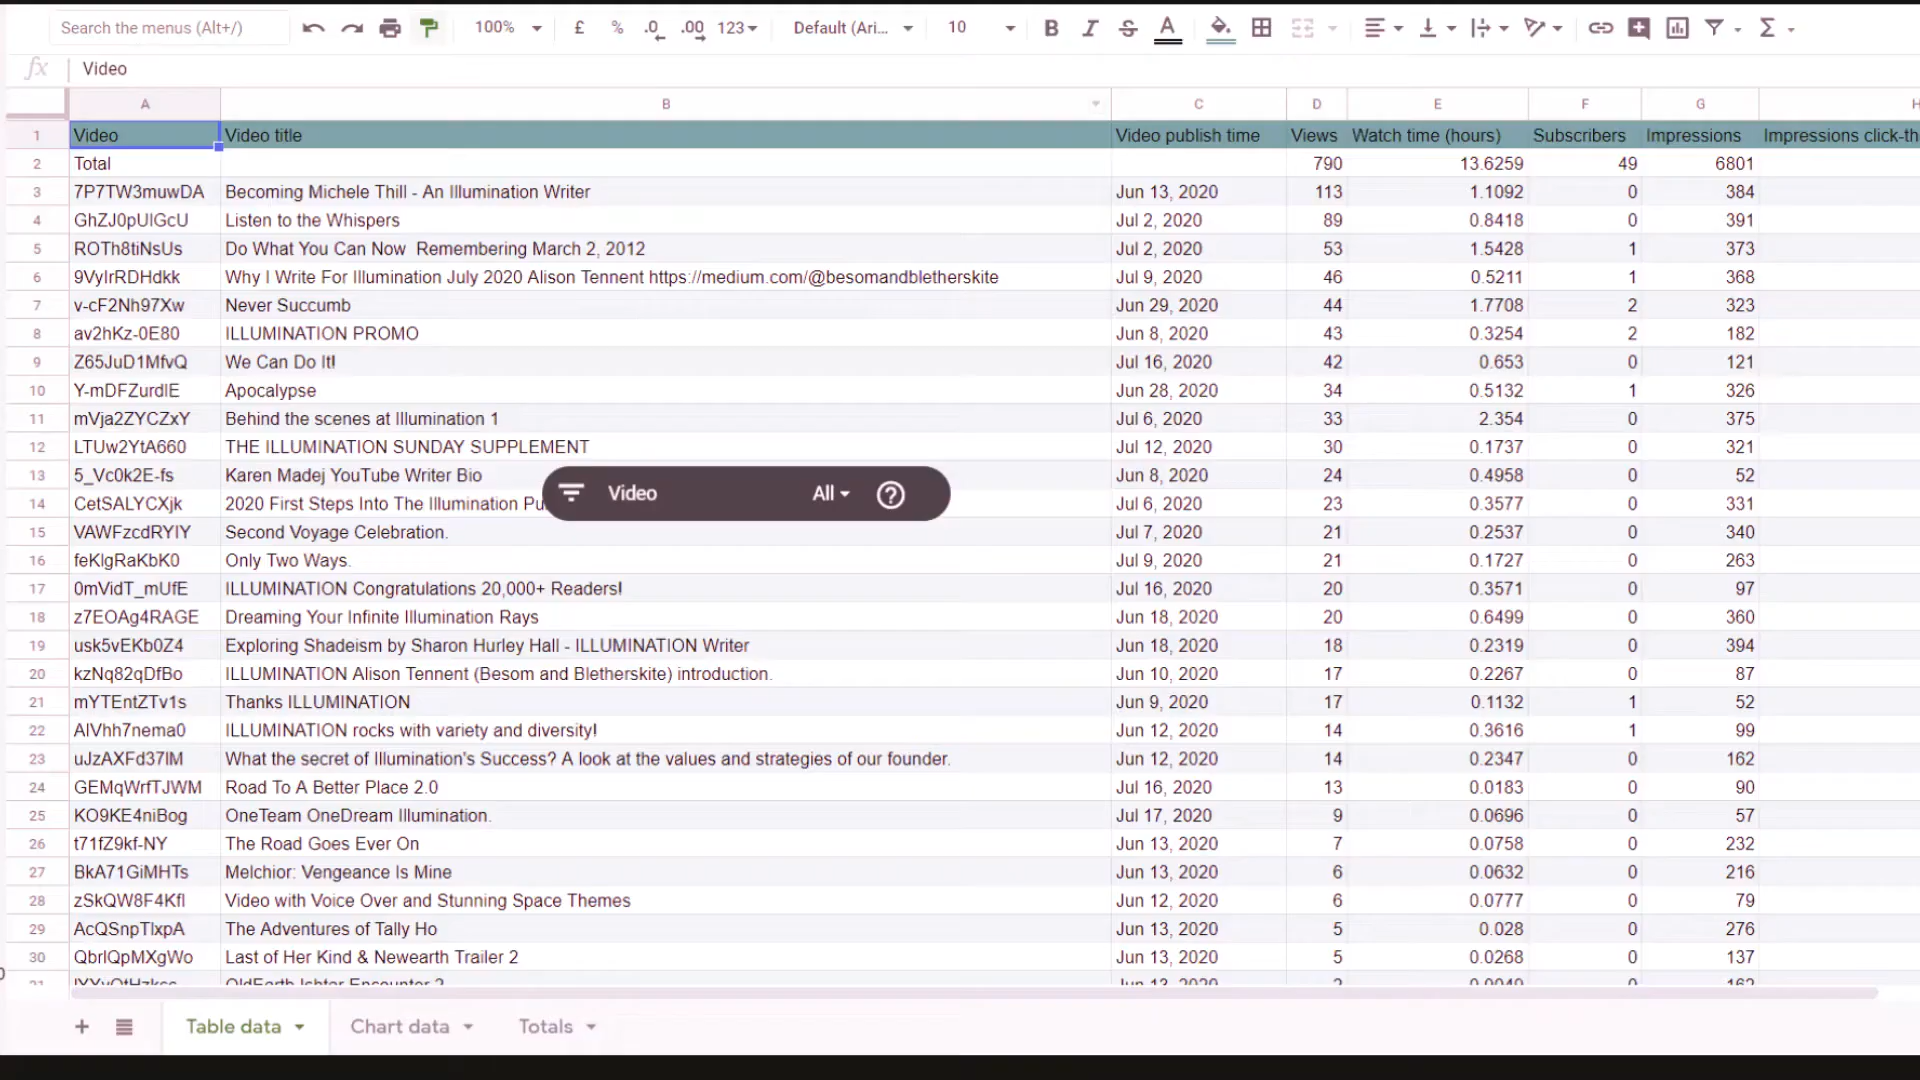 Search the menus (Alt+/) 100% £ % .0 .00 123 Default (Ari... 10 B I S A Σ
fx Video
A B C D E F G H
1 Video Video title Video publish time Views Watch time (hours) Subscribers Impressions Impressions click-th
2 Total 790 13.6259 49 6801
3 7P7TW3muwDA Becoming Michele Thill - An Illumination Writer Jun 13, 2020 113 1.1092 0 384
4 GhZJ0pUlGcU Listen to the Whispers Jul 2, 2020 89 0.8418 0 391
5 ROTh8tiNsUs Do What You Can Now  Remembering March 2, 2012 Jul 2, 2020 53 1.5428 1 373
6 9VyIrRDHdkk Why I Write For Illumination July 2020 Alison Tennent https://medium.com/@besomandbletherskite Jul 9, 2020 46 0.5211 1 368
7 v-cF2Nh97Xw Never Succumb Jun 29, 2020 44 1.7708 2 323
8 av2hKz-0E80 ILLUMINATION PROMO Jun 8, 2020 43 0.3254 2 182
9 Z65JuD1MfvQ We Can Do It! Jul 16, 2020 42 0.653 0 121
10 Y-mDFZurdlE Apocalypse Jun 28, 2020 34 0.5132 1 326
11 mVja2ZYCZxY Behind the scenes at Illumination 1 Jul 6, 2020 33 2.354 0 375
12 LTUw2YtA660 THE ILLUMINATION SUNDAY SUPPLEMENT Jul 12, 2020 30 0.1737 0 321
13 5_Vc0k2E-fs Karen Madej YouTube Writer Bio Jun 8, 2020 24 0.4958 0 52
Video All ?
14 CetSALYCXjk 2020 First Steps Into The Illumination Pu Jul 6, 2020 23 0.3577 0 331
15 VAWFzcdRYIY Second Voyage Celebration. Jul 7, 2020 21 0.2537 0 340
16 feKlgRaKbK0 Only Two Ways. Jul 9, 2020 21 0.1727 0 263
17 0mVidT_mUfE ILLUMINATION Congratulations 20,000+ Readers! Jul 16, 2020 20 0.3571 0 97
18 z7EOAg4RAGE Dreaming Your Infinite Illumination Rays Jun 18, 2020 20 0.6499 0 360
19 usk5vEKb0Z4 Exploring Shadeism by Sharon Hurley Hall - ILLUMINATION Writer Jun 18, 2020 18 0.2319 0 394
20 kzNq82qDfBo ILLUMINATION Alison Tennent (Besom and Bletherskite) introduction. Jun 10, 2020 17 0.2267 0 87
21 mYTEntZTv1s Thanks ILLUMINATION Jun 9, 2020 17 0.1132 1 52
22 AlVhh7nema0 ILLUMINATION rocks with variety and diversity! Jun 12, 2020 14 0.3616 1 99
23 uJzAXFd37lM What the secret of Illumination's Success? A look at the values and strategies of our founder. Jun 12, 2020 14 0.2347 0 162
24 GEMqWrfTJWM Road To A Better Place 2.0 Jul 16, 2020 13 0.0183 0 90
25 KO9KE4niBog OneTeam OneDream Illumination. Jul 17, 2020 9 0.0696 0 57
26 t71fZ9kf-NY The Road Goes Ever On Jun 13, 2020 7 0.0758 0 232
27 BkA71GiMHTs Melchior: Vengeance Is Mine Jun 13, 2020 6 0.0632 0 216
28 zSkQW8F4Kfl Video with Voice Over and Stunning Space Themes Jun 12, 2020 6 0.0777 0 79
29 AcQSnpTlxpA The Adventures of Tally Ho Jun 13, 2020 5 0.028 0 276
30 QbrlQpMXgWo Last of Her Kind & Newearth Trailer 2 Jun 13, 2020 5 0.0268 0 137
31 OldEarth Ishter Encounter 2 Jun 13, 2020 2 0.0049 0 162
+ Table data Chart data Totals